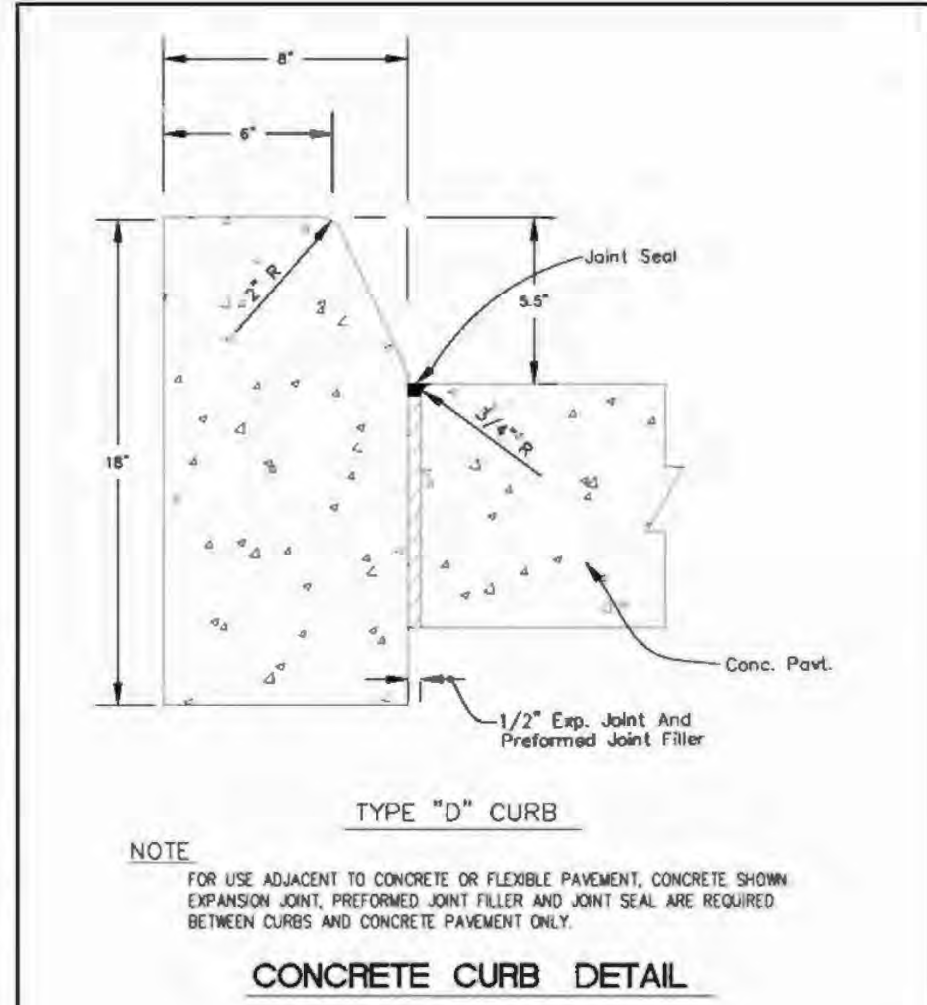 8"
6"
Joint Seal
2" R
5.5"
3/4" R
16"
Conc. Pavt.
1/2" Exp. Joint And
Preformed Joint Filler
TYPE "D" CURB
NOTE
FOR USE ADJACENT TO CONCRETE OR FLEXIBLE PAVEMENT, CONCRETE SHOWN
EXPANSION JOINT, PREFORMED JOINT FILLER AND JOINT SEAL ARE REQUIRED
BETWEEN CURBS AND CONCRETE PAVEMENT ONLY.
CONCRETE CURB DETAIL